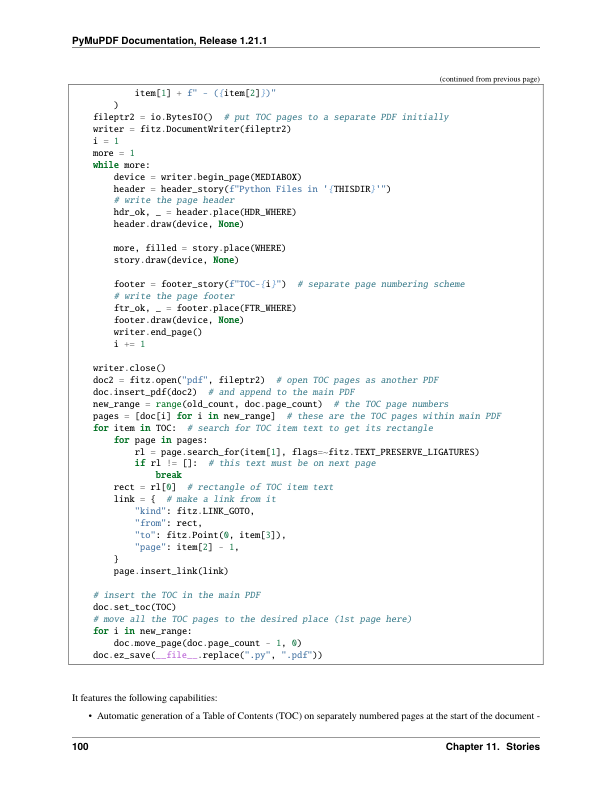 PyMuPDF Documentation, Release 1.21.1
(continued from previous page)
            item[1] + f" - ({item[2]})"
        )
    fileptr2 = io.BytesIO()  # put TOC pages to a separate PDF initially
    writer = fitz.DocumentWriter(fileptr2)
    i = 1
    more = 1
    while more:
        device = writer.begin_page(MEDIABOX)
        header = header_story(f"Python Files in '{THISDIR}'")
        # write the page header
        hdr_ok, _ = header.place(HDR_WHERE)
        header.draw(device, None)

        more, filled = story.place(WHERE)
        story.draw(device, None)

        footer = footer_story(f"TOC-{i}")  # separate page numbering scheme
        # write the page footer
        ftr_ok, _ = footer.place(FTR_WHERE)
        footer.draw(device, None)
        writer.end_page()
        i += 1

    writer.close()
    doc2 = fitz.open("pdf", fileptr2)  # open TOC pages as another PDF
    doc.insert_pdf(doc2)  # and append to the main PDF
    new_range = range(old_count, doc.page_count)  # the TOC page numbers
    pages = [doc[i] for i in new_range]  # these are the TOC pages within main PDF
    for item in TOC:  # search for TOC item text to get its rectangle
        for page in pages:
            rl = page.search_for(item[1], flags=~fitz.TEXT_PRESERVE_LIGATURES)
            if rl != []:  # this text must be on next page
                break
        rect = rl[0]  # rectangle of TOC item text
        link = {  # make a link from it
            "kind": fitz.LINK_GOTO,
            "from": rect,
            "to": fitz.Point(0, item[3]),
            "page": item[2] - 1,
        }
        page.insert_link(link)

    # insert the TOC in the main PDF
    doc.set_toc(TOC)
    # move all the TOC pages to the desired place (1st page here)
    for i in new_range:
        doc.move_page(doc.page_count - 1, 0)
    doc.ez_save(__file__.replace(".py", ".pdf"))
It features the following capabilities:
• Automatic generation of a Table of Contents (TOC) on separately numbered pages at the start of the document -
100 Chapter 11. Stories